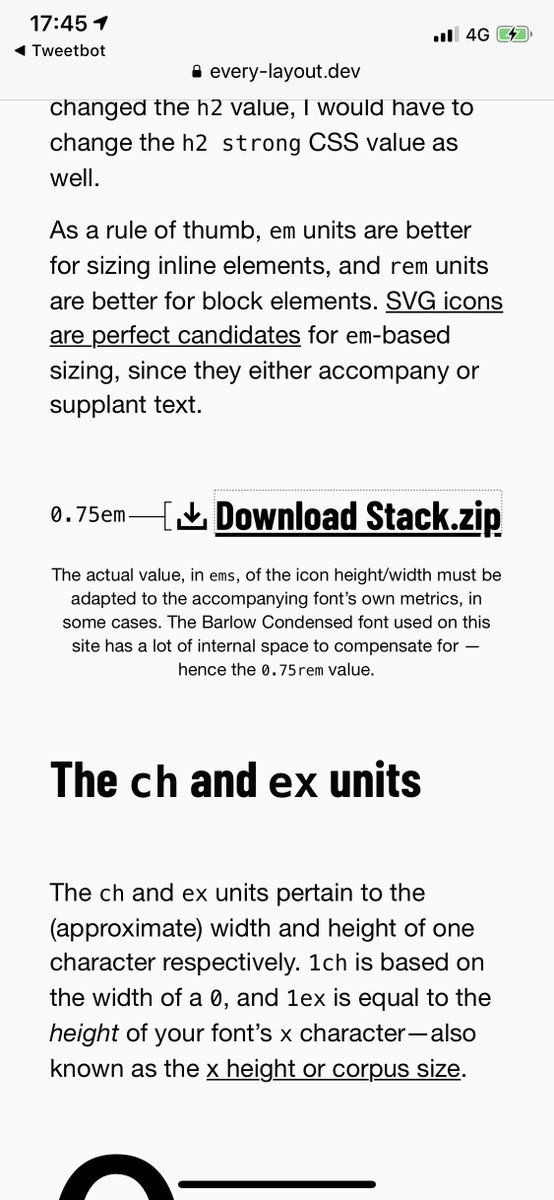 17:45
◀ Tweetbot
4G
every-layout.dev
changed the h2 value, I would have to
change the h2 strong CSS value as
well.
As a rule of thumb, em units are better
for sizing inline elements, and rem units
are better for block elements. SVG icons
are perfect candidates for em-based
sizing, since they either accompany or
supplant text.
0.75em
Download Stack.zip
The actual value, in ems, of the icon height/width must be
adapted to the accompanying font’s own metrics, in
some cases. The Barlow Condensed font used on this
site has a lot of internal space to compensate for —
hence the 0.75rem value.
The ch and ex units
The ch and ex units pertain to the
(approximate) width and height of one
character respectively. 1ch is based on
the width of a 0, and 1ex is equal to the
height of your font’s x character—also
known as the x height or corpus size.